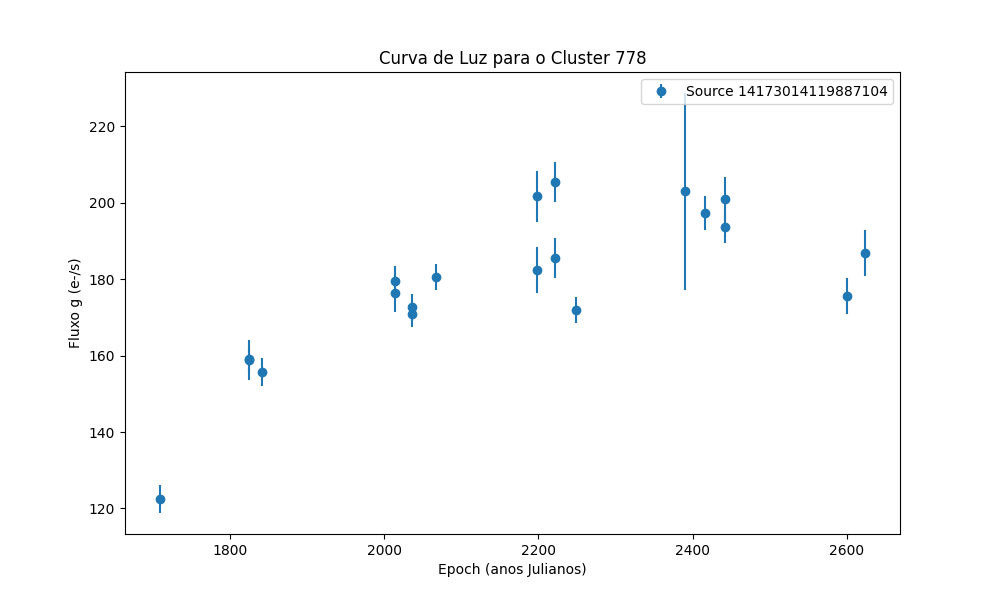 Curva de Luz para o Cluster 778
Source 14173014119887104
Fluxo g (e-/s)
220
200
180
160
140
120
1800 2000 2200 2400 2600
Epoch (anos Julianos)